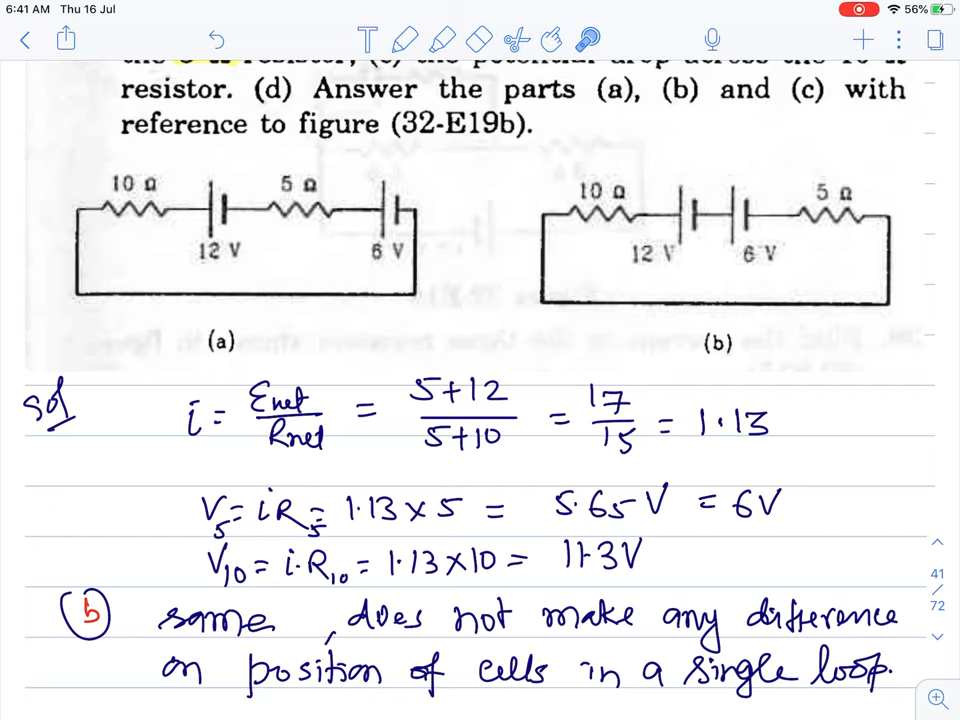 6:41 AM Thu 16 Jul
56%
T
resistor. (d) Answer the parts (a), (b) and (c) with
reference to figure (32-E19b).
10 Ω 5 Ω
12 V 6 V
(a)
10 Ω 5 Ω
12 V 6 V
(b)
Sol i = Enet/Rnet = 5+12/5+10 = 17/15 = 1.13
V5 = iR5 = 1.13 × 5 = 5.65 V = 6V
V10 = i.R10 = 1.13 × 10 = 11.3V
b same, does not make any difference
on position of cells in a single loop.
41
/
72